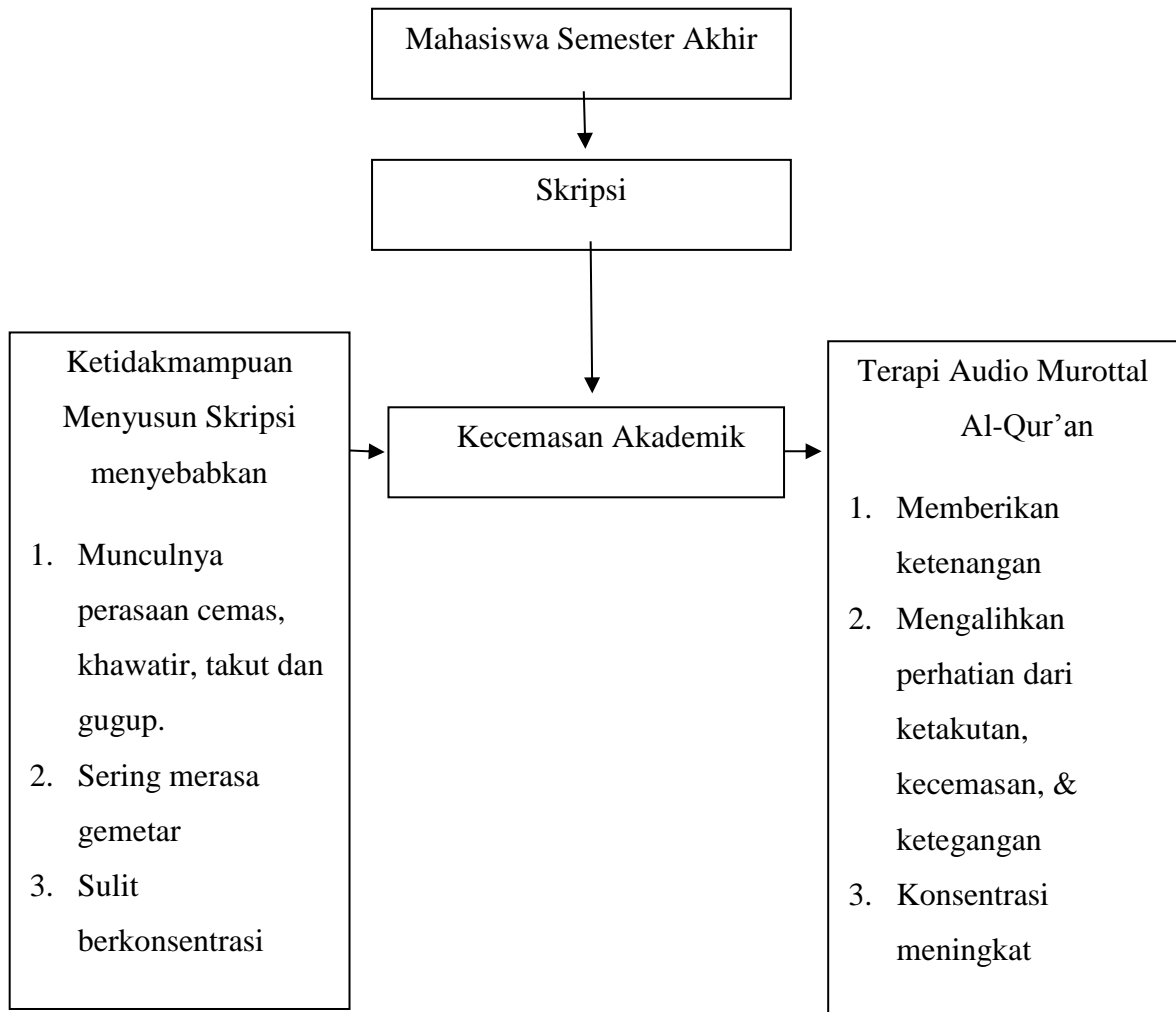 Mahasiswa Semester Akhir
Skripsi
Ketidakmampuan
Menyusun Skripsi
menyebabkan
1. Munculnya
perasaan cemas,
khawatir, takut dan
gugup.
2. Sering merasa
gemetar
3. Sulit
berkonsentrasi
Kecemasan Akademik
Terapi Audio Murottal
Al-Qur’an
1. Memberikan
ketenangan
2. Mengalihkan
perhatian dari
ketakutan,
kecemasan, &
ketegangan
3. Konsentrasi
meningkat